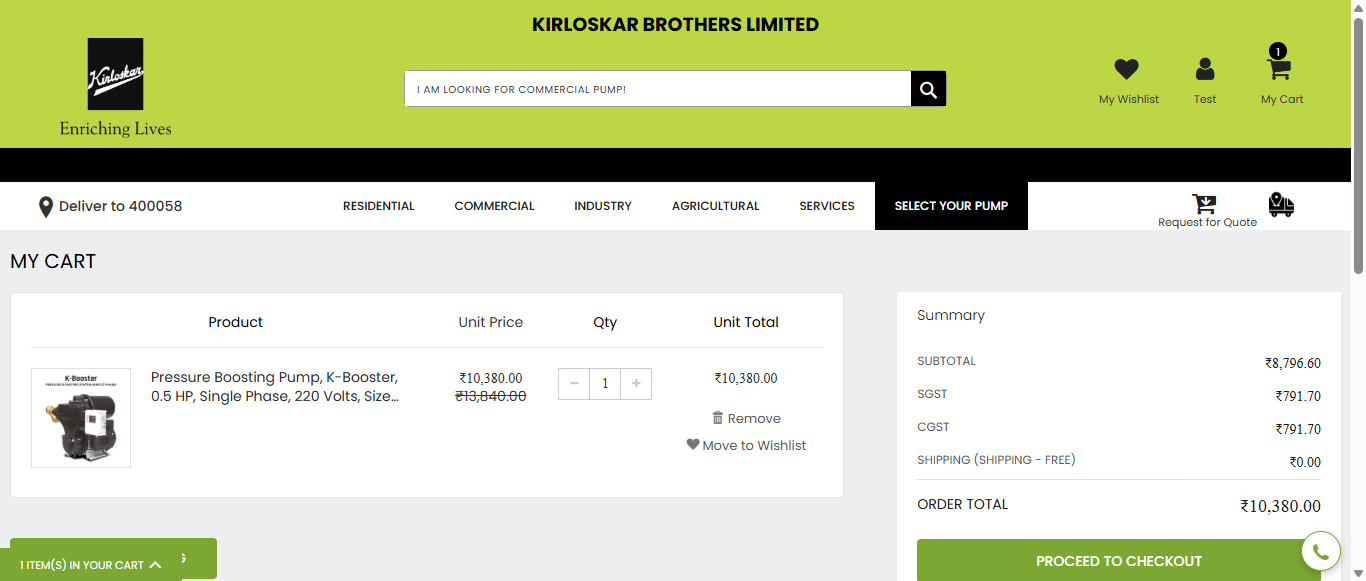 KIRLOSKAR BROTHERS LIMITED
Kirloskar
Enriching Lives
I AM LOOKING FOR COMMERCIAL PUMP!
My Wishlist
Test
1
My Cart
Deliver to 400058
RESIDENTIAL
COMMERCIAL
INDUSTRY
AGRICULTURAL
SERVICES
SELECT YOUR PUMP
Request for Quote
MY CART
Product
Unit Price
Qty
Unit Total
K-Booster
PRESSURE BOOSTING SYSTEM (SINGLE PHASE)
Pressure Boosting Pump, K-Booster,
0.5 HP, Single Phase, 220 Volts, Size...
₹10,380.00
₹13,840.00
− 1 +
₹10,380.00
Remove
Move to Wishlist
Summary
SUBTOTAL ₹8,796.60
SGST ₹791.70
CGST ₹791.70
SHIPPING (SHIPPING - FREE) ₹0.00
ORDER TOTAL ₹10,380.00
PROCEED TO CHECKOUT
1 ITEM(S) IN YOUR CART